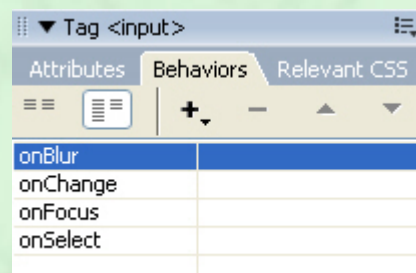 Tag <input>
Attributes Behaviors Relevant CSS
onBlur
onChange
onFocus
onSelect